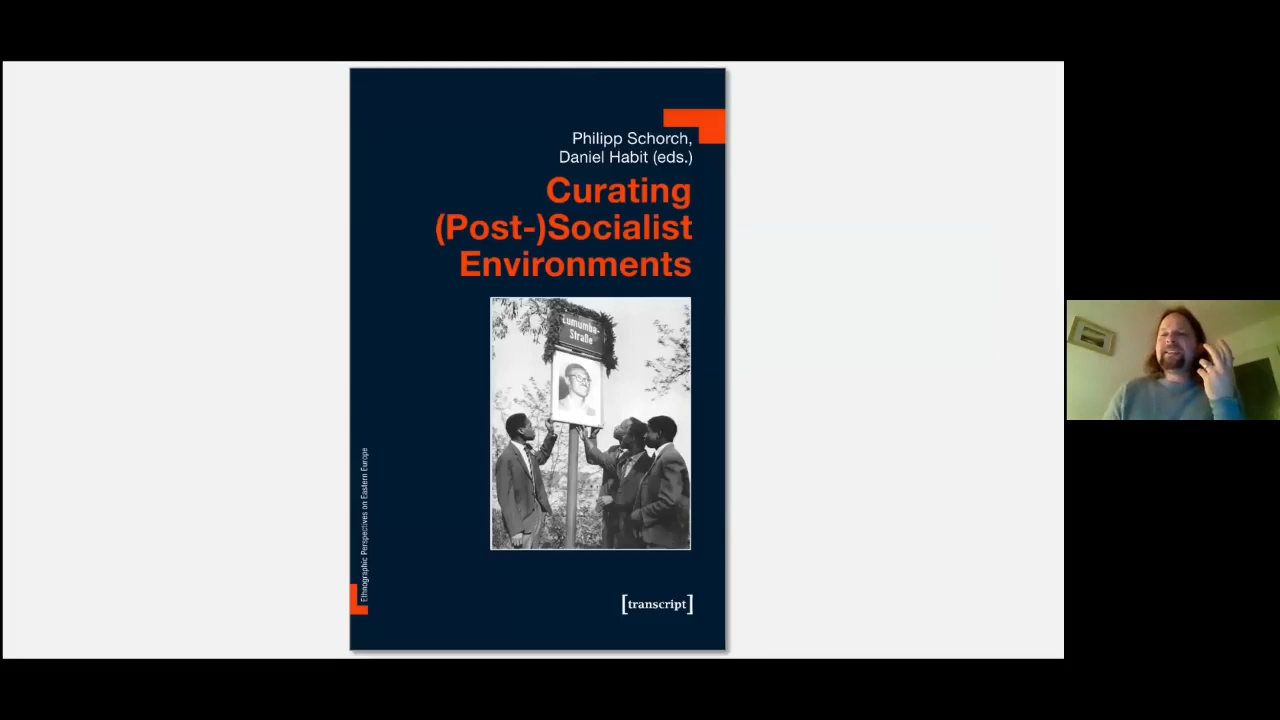 Philipp Schorch,
Daniel Habit (eds.)
Curating
(Post-)Socialist
Environments
Lumumba-
Straße
Ethnographic Perspectives on Eastern Europe
[transcript]